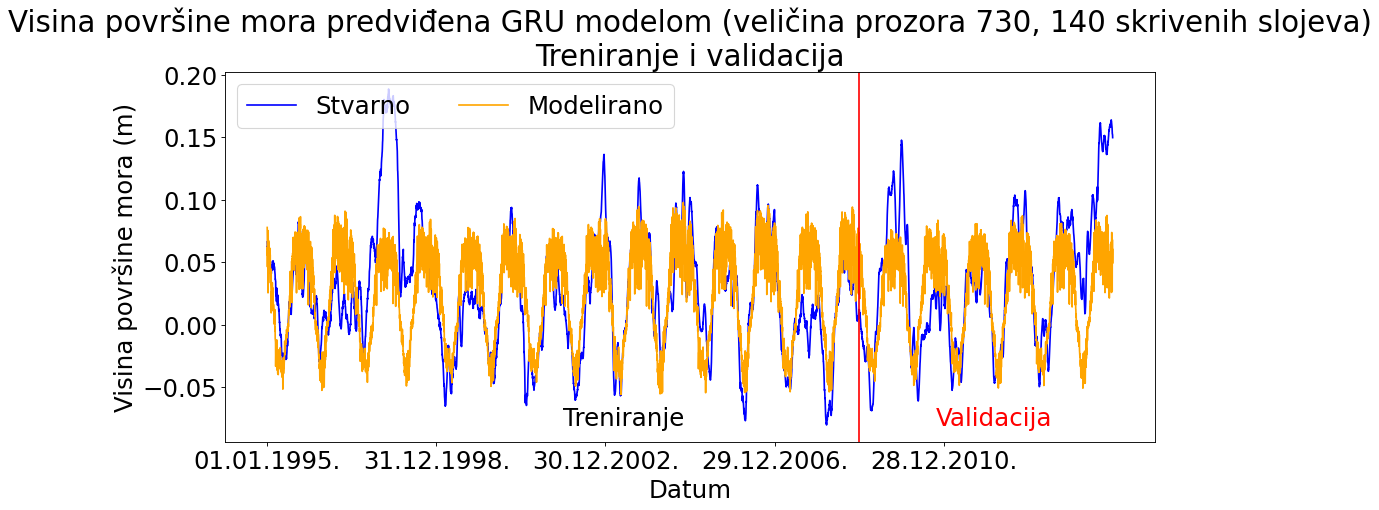 Visina površine mora predviđena GRU modelom (veličina prozora 730, 140 skrivenih slojeva)
Treniranje i validacija
Stvarno
Modelirano
Visina površine mora (m)
0.20
0.15
0.10
0.05
0.00
−0.05
Treniranje
Validacija
01.01.1995.
31.12.1998.
30.12.2002.
29.12.2006.
28.12.2010.
Datum